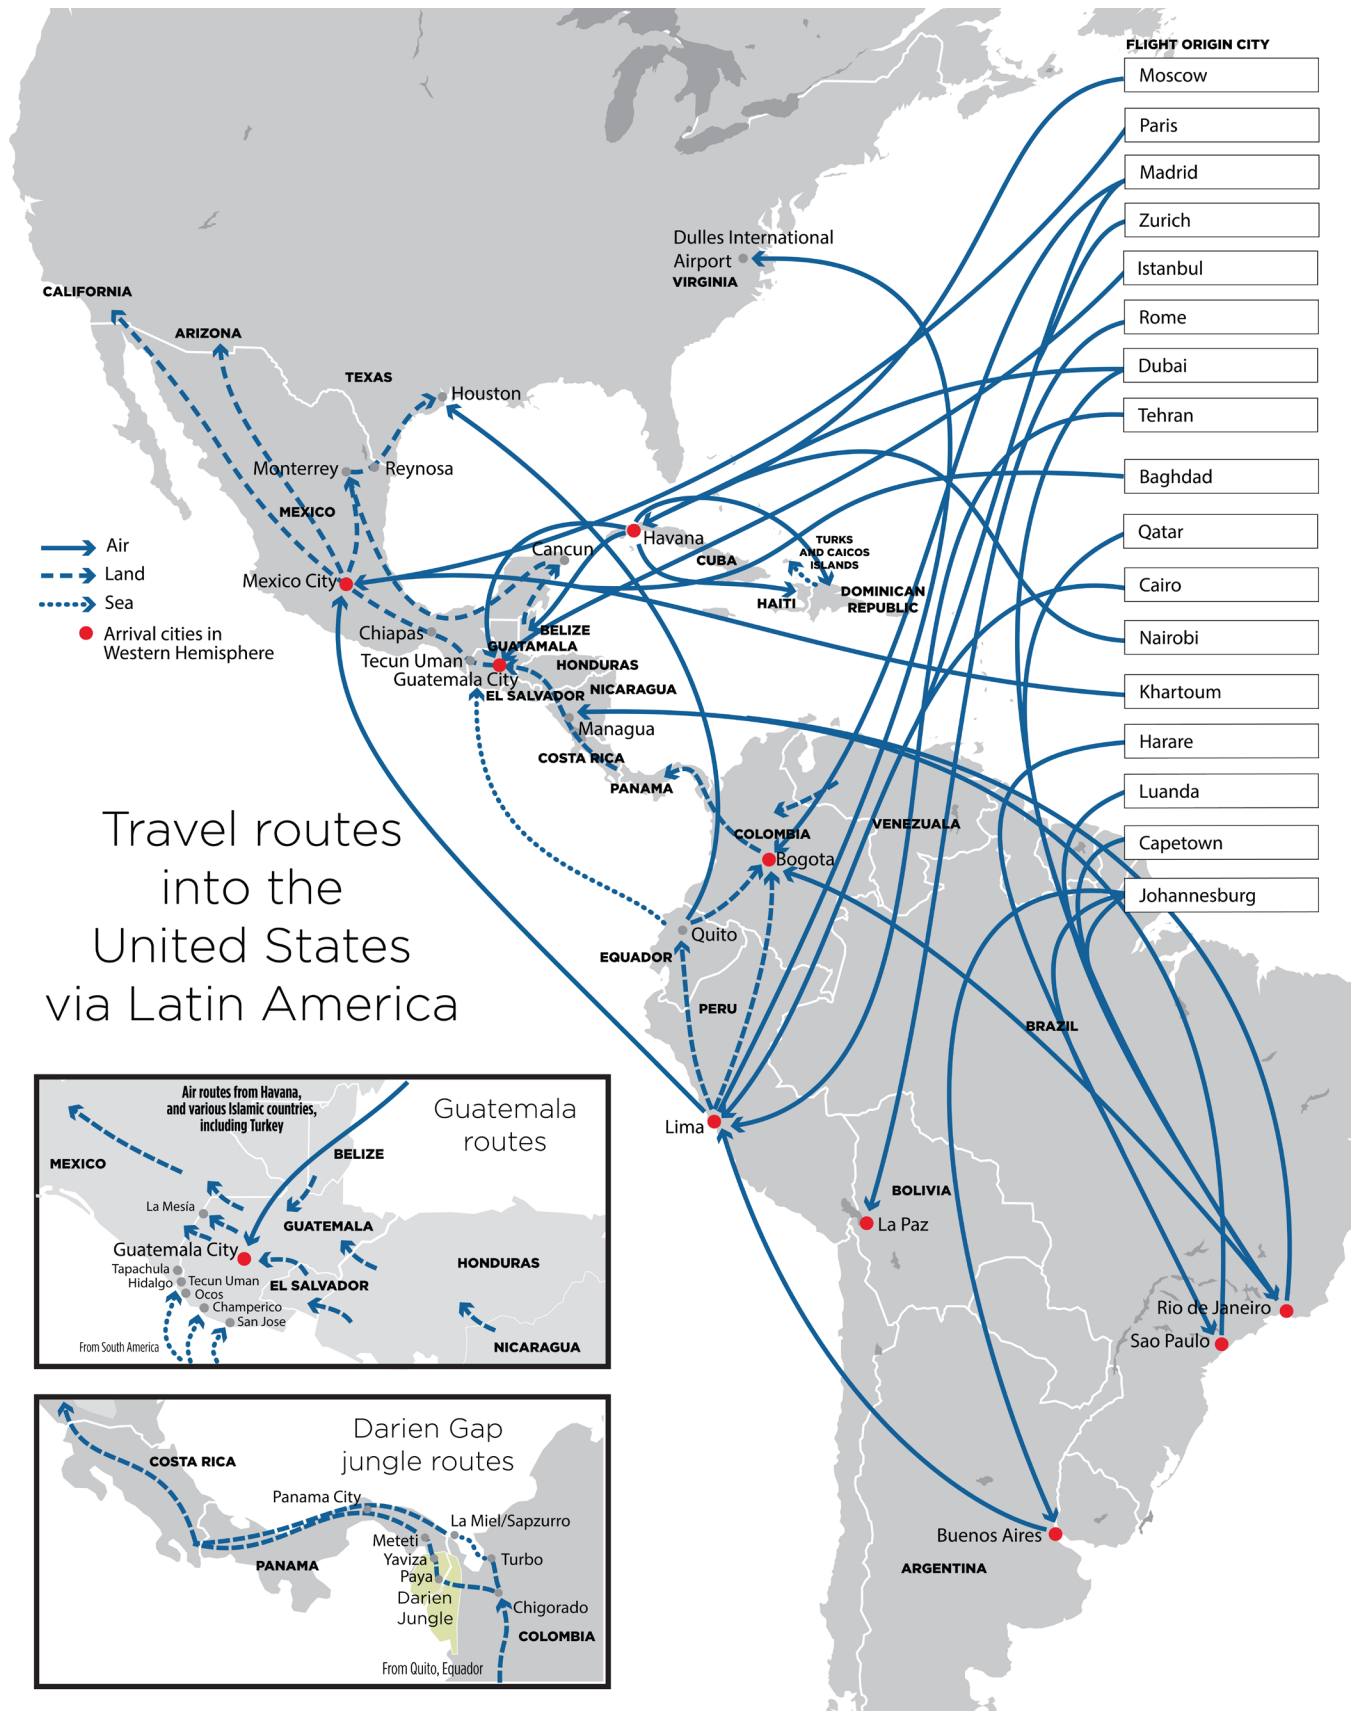 FLIGHT ORIGIN CITY
Moscow
Paris
Madrid
Zurich
Istanbul
Rome
Dubai
Tehran
Baghdad
Qatar
Cairo
Nairobi
Khartoum
Harare
Luanda
Capetown
Johannesburg
Dulles International
Airport
VIRGINIA
CALIFORNIA
ARIZONA
TEXAS
Houston
Monterrey
Reynosa
MEXICO
Air
Land
Sea
Arrival cities in
Western Hemisphere
Mexico City
Cancun
Havana
CUBA
TURKS
AND CAICOS
ISLANDS
HAITI
DOMINICAN
REPUBLIC
Chiapas
BELIZE
GUATAMALA
Tecun Uman
HONDURAS
Guatemala City
EL SALVADOR
NICARAGUA
Managua
COSTA RICA
PANAMA
COLOMBIA
VENEZUALA
Bogota
Quito
EQUADOR
PERU
BRAZIL
Lima
BOLIVIA
La Paz
Rio de Janeiro
Sao Paulo
Buenos Aires
ARGENTINA
Travel routes
into the
United States
via Latin America
Air routes from Havana,
and various Islamic countries,
including Turkey
Guatemala
routes
MEXICO
BELIZE
La Mesía
GUATEMALA
Guatemala City
HONDURAS
Tapachula
Hidalgo
Tecun Uman
EL SALVADOR
Ocos
Champerico
San Jose
From South America
NICARAGUA
Darien Gap
jungle routes
COSTA RICA
Panama City
La Miel/Sapzurro
Meteti
Yaviza
Turbo
PANAMA
Paya
Darien
Jungle
Chigorado
COLOMBIA
From Quito, Equador